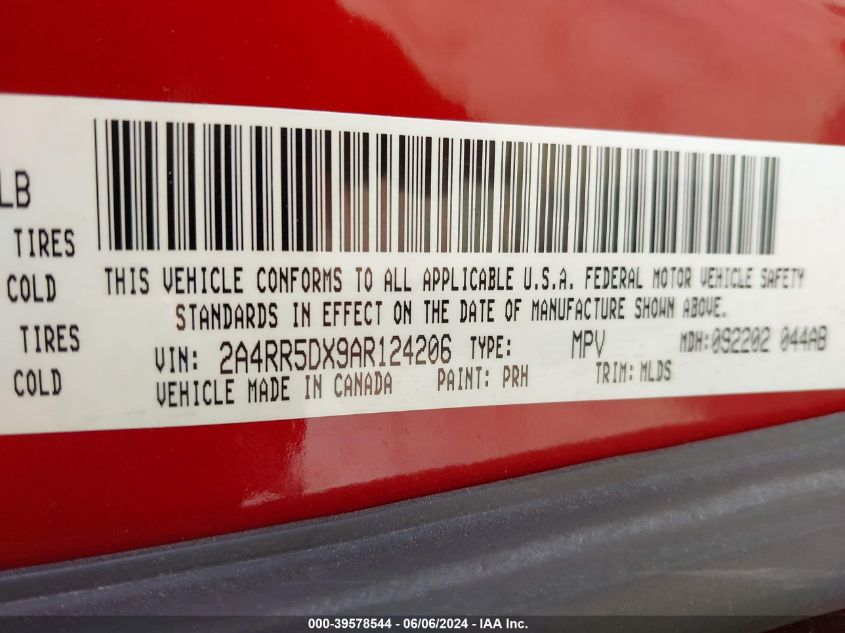 LB
TIRES
COLD
TIRES
COLD
THIS VEHICLE CONFORMS TO ALL APPLICABLE U.S.A. FEDERAL MOTOR VEHICLE SAFETY
STANDARDS IN EFFECT ON THE DATE OF MANUFACTURE SHOWN ABOVE.
VIN: 2A4RR5DX9AR124206 TYPE: MPV MDH: 092202 044AB
VEHICLE MADE IN CANADA PAINT: PRH TRIM: MLDS
000-39578544 - 06/06/2024 - IAA Inc.